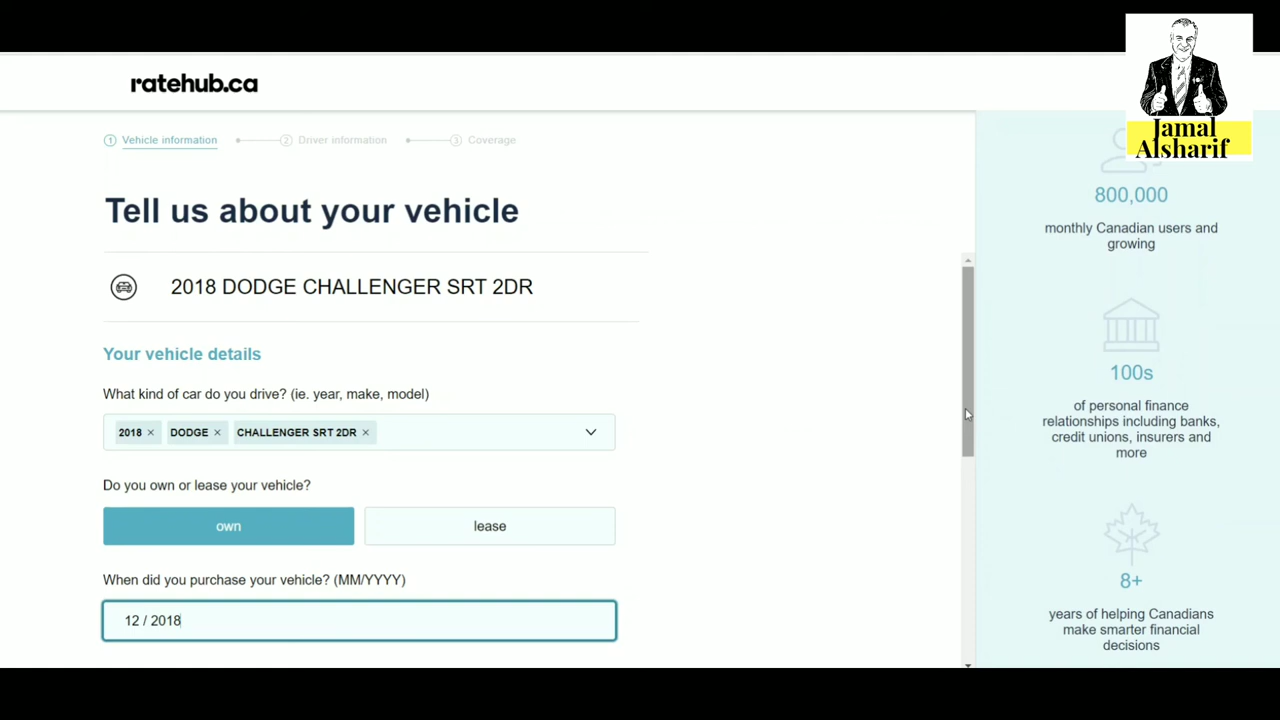 ratehub.ca
Jamal
Alsharif
1 Vehicle information
2 Driver information
3 Coverage
Tell us about your vehicle
2018 DODGE CHALLENGER SRT 2DR
Your vehicle details
What kind of car do you drive? (ie. year, make, model)
2018 × DODGE × CHALLENGER SRT 2DR ×
Do you own or lease your vehicle?
own
lease
When did you purchase your vehicle? (MM/YYYY)
12 / 2018
800,000
monthly Canadian users and
growing
100s
of personal finance
relationships including banks,
credit unions, insurers and
more
8+
years of helping Canadians
make smarter financial
decisions